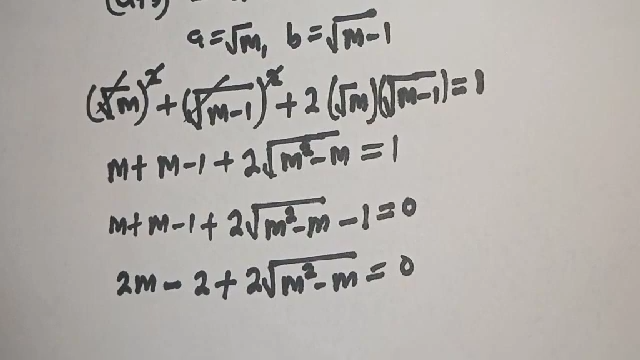 a = √m, b = √m-1
(√m)² + (√m-1)² + 2(√m)(√m-1) = 1
m + m-1 + 2√m²-m = 1
m+m-1 + 2√m²-m -1 = 0
2m - 2 + 2√m²-m = 0